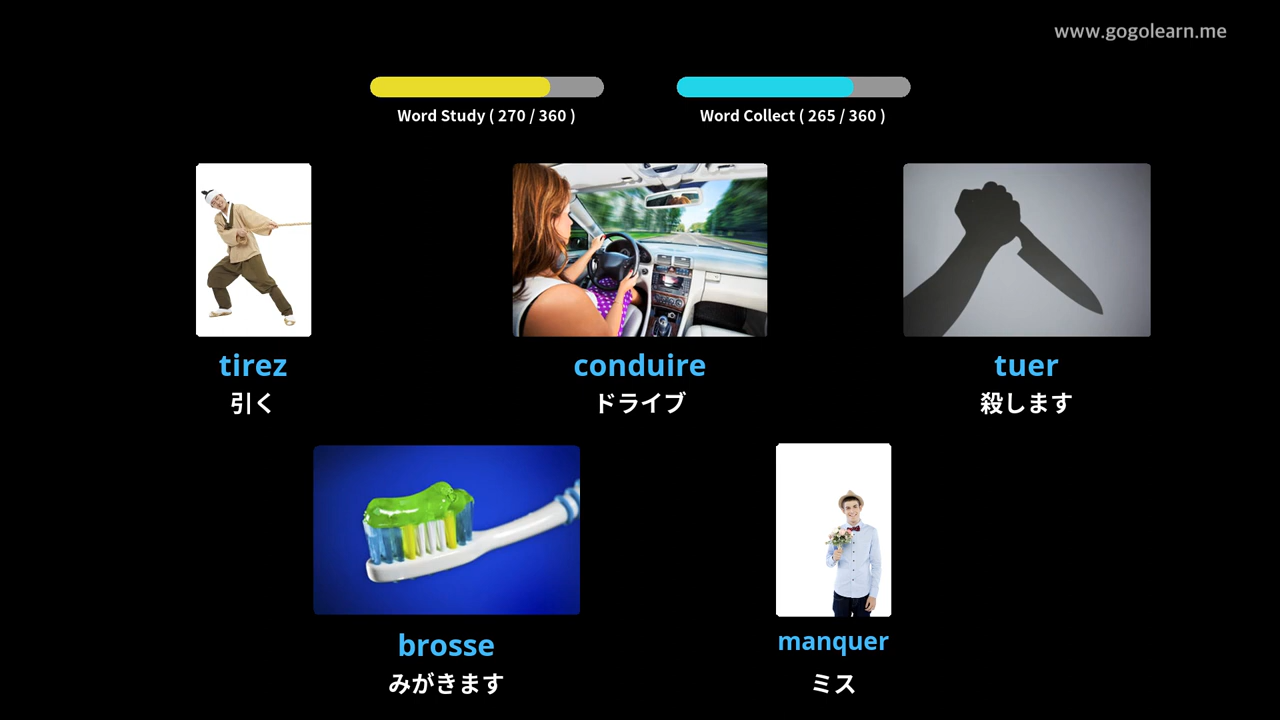 www.gogolearn.me
Word Study ( 270 / 360 )
Word Collect ( 265 / 360 )
tirez
引く
conduire
ドライブ
tuer
殺します
brosse
みがきます
manquer
ミス